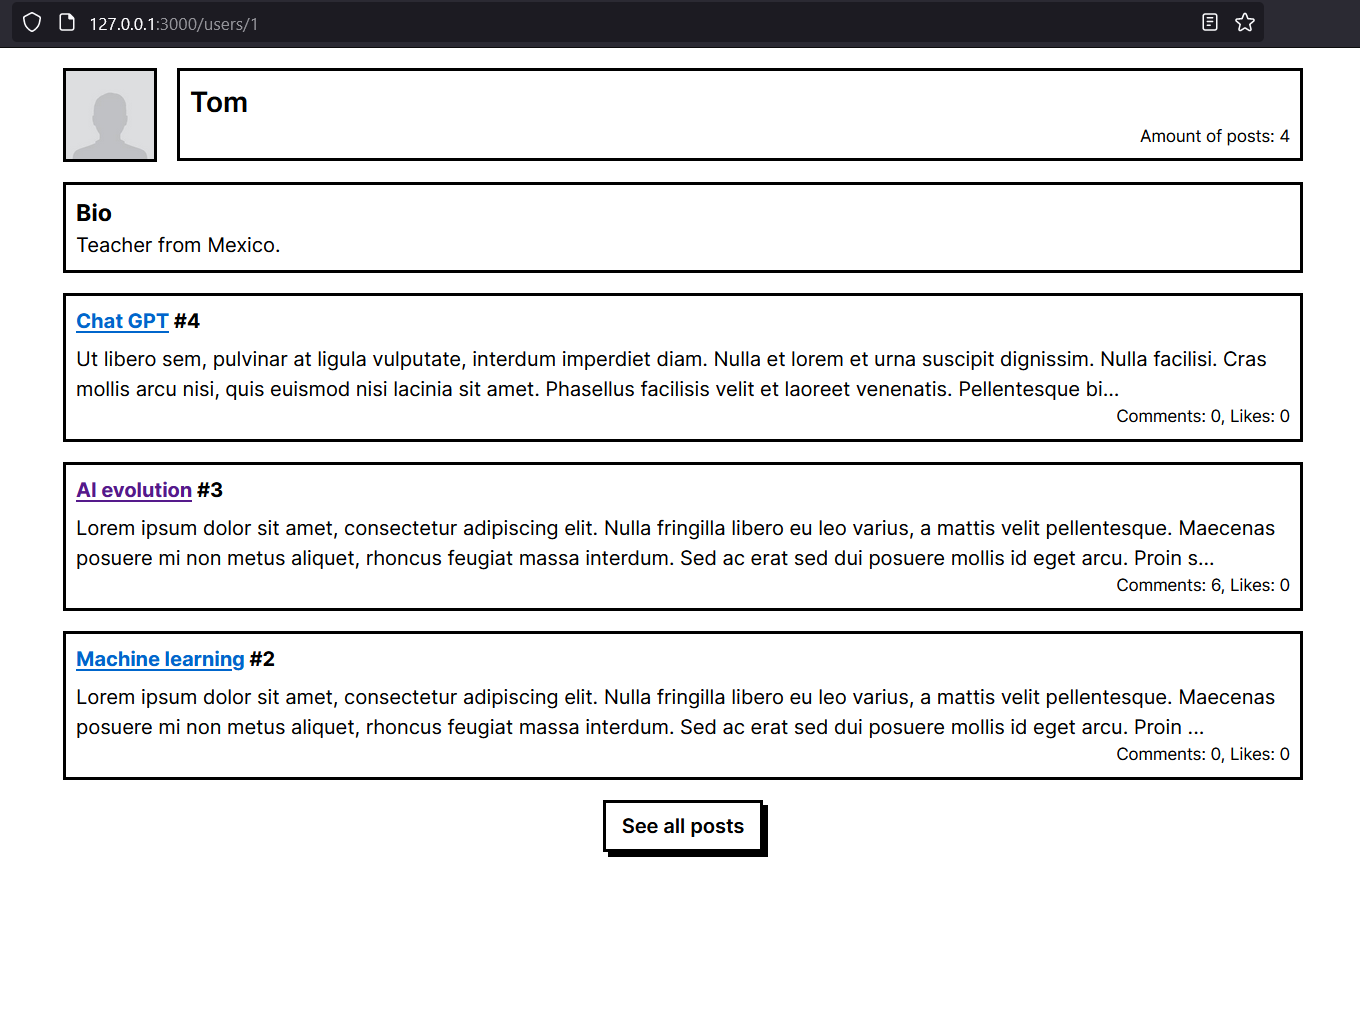 127.0.0.1:3000/users/1
Tom
Amount of posts: 4
Bio
Teacher from Mexico.
Chat GPT #4
Ut libero sem, pulvinar at ligula vulputate, interdum imperdiet diam. Nulla et lorem et urna suscipit dignissim. Nulla facilisi. Cras
mollis arcu nisi, quis euismod nisi lacinia sit amet. Phasellus facilisis velit et laoreet venenatis. Pellentesque bi...
Comments: 0, Likes: 0
AI evolution #3
Lorem ipsum dolor sit amet, consectetur adipiscing elit. Nulla fringilla libero eu leo varius, a mattis velit pellentesque. Maecenas
posuere mi non metus aliquet, rhoncus feugiat massa interdum. Sed ac erat sed dui posuere mollis id eget arcu. Proin s...
Comments: 6, Likes: 0
Machine learning #2
Lorem ipsum dolor sit amet, consectetur adipiscing elit. Nulla fringilla libero eu leo varius, a mattis velit pellentesque. Maecenas
posuere mi non metus aliquet, rhoncus feugiat massa interdum. Sed ac erat sed dui posuere mollis id eget arcu. Proin ...
Comments: 0, Likes: 0
See all posts